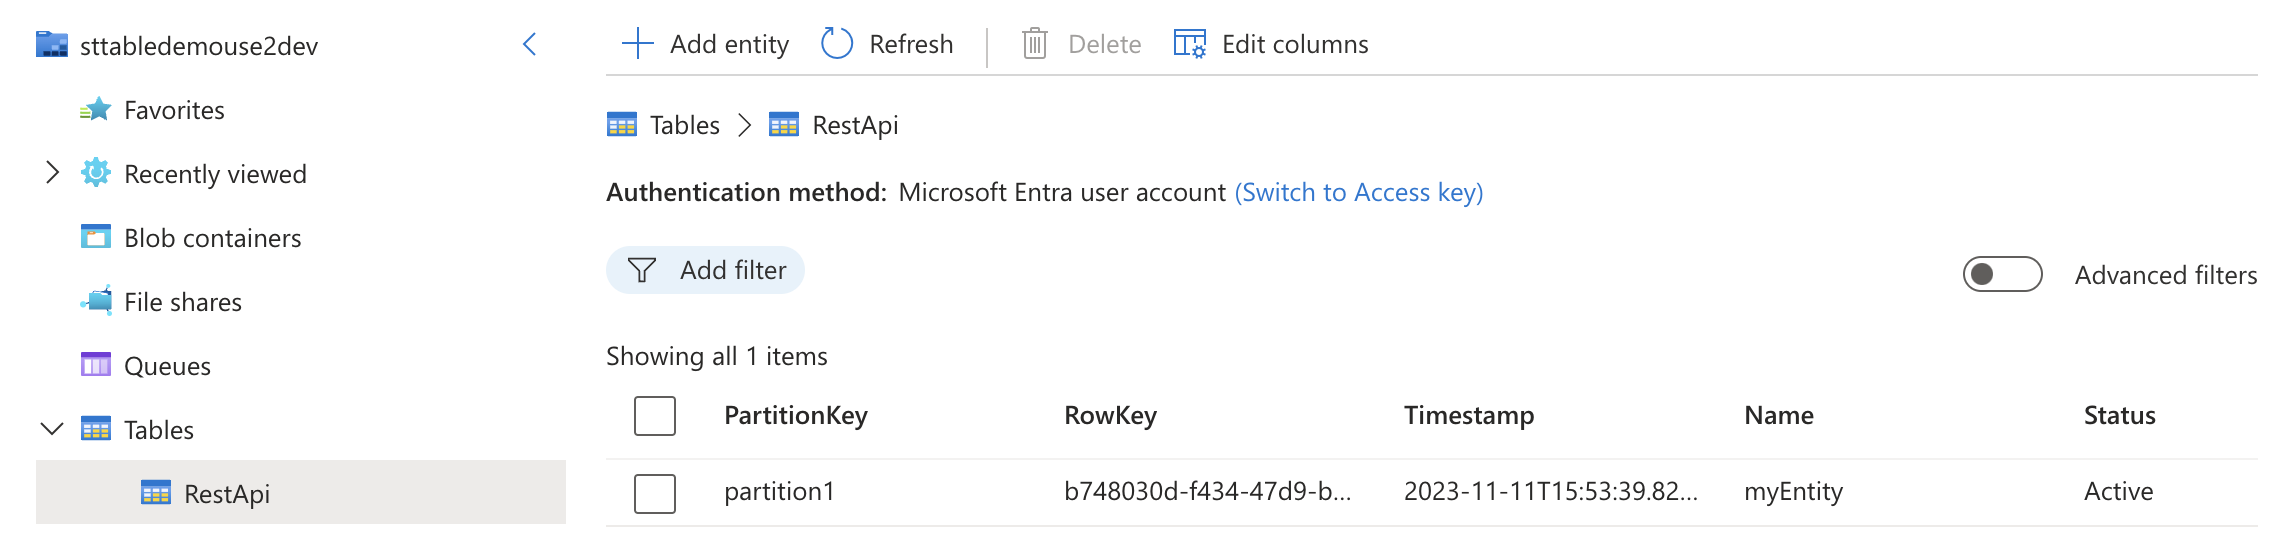 sttabledemouse2dev
Favorites
Recently viewed
Blob containers
File shares
Queues
Tables
RestApi
Add entity Refresh Delete Edit columns
Tables RestApi
Authentication method: Microsoft Entra user account (Switch to Access key)
Add filter
Advanced filters
Showing all 1 items
PartitionKey RowKey Timestamp Name Status
partition1 b748030d-f434-47d9-b... 2023-11-11T15:53:39.82... myEntity Active